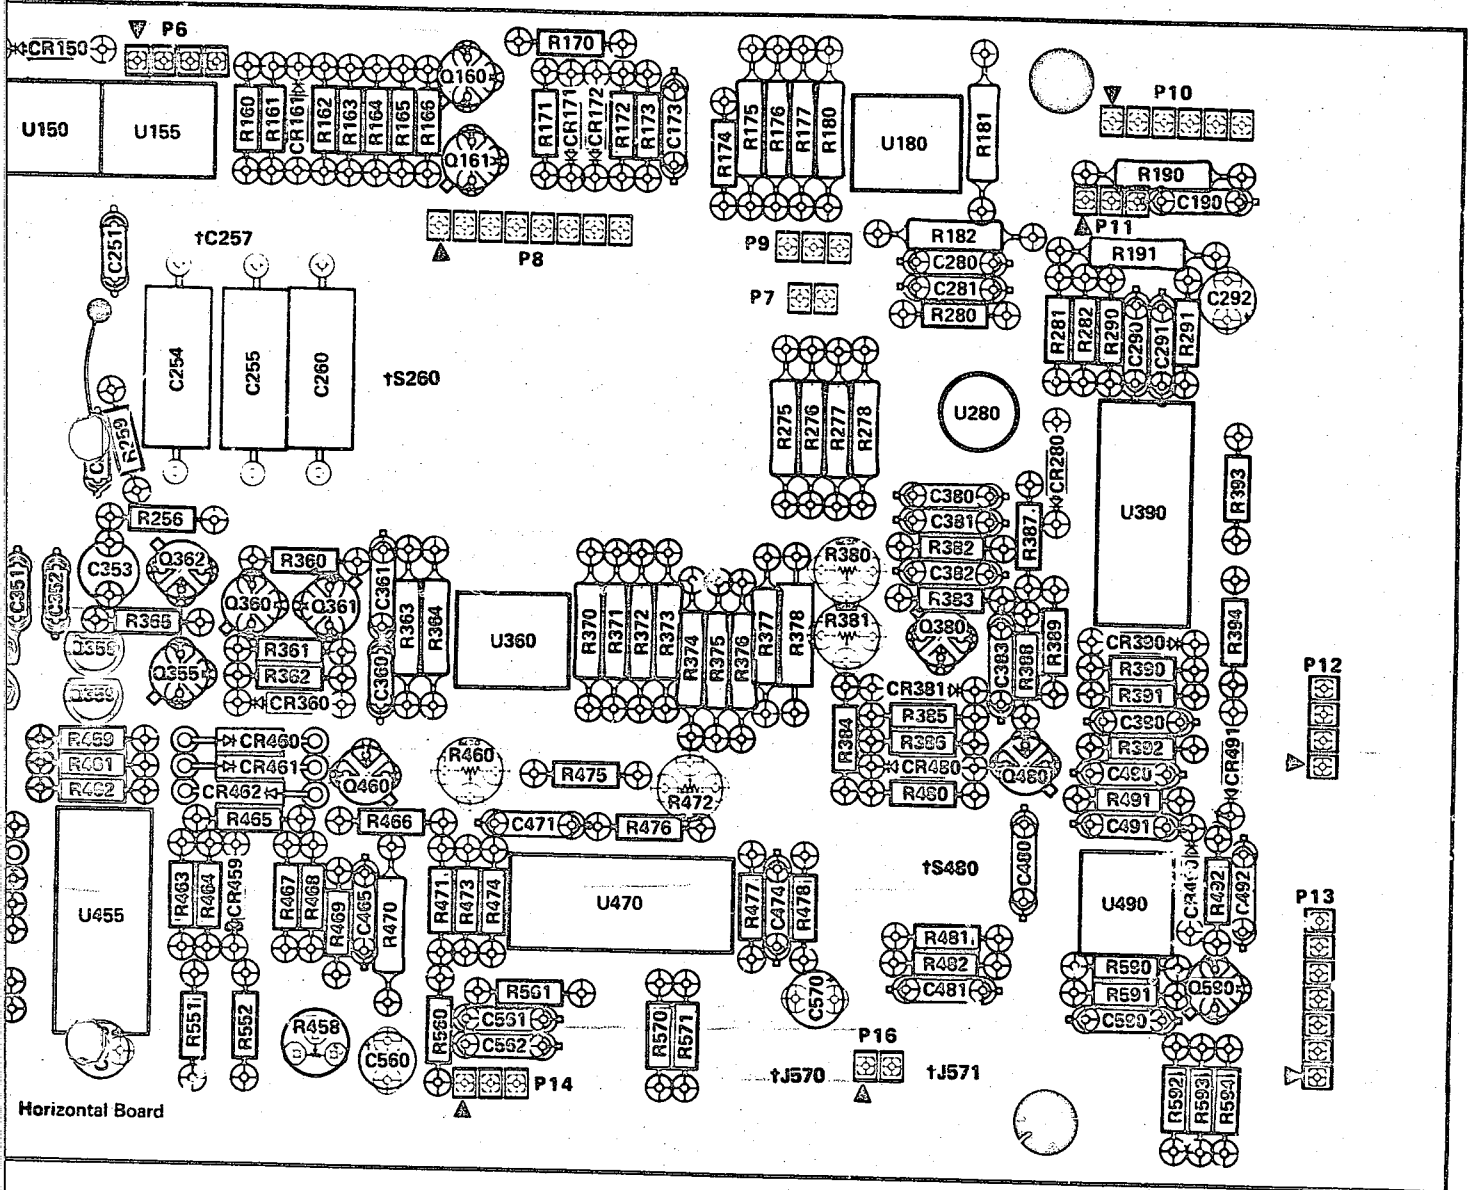 CR150
P6
U150
U155
R160
R161
CR161
R162
R163
R164
R165
R166
Q160
Q161
R170
R171
CR171
CR172
R172
R173
C173
R174
R175
R176
R177
R180
U180
R181
P10
R190
C190
P11
C251
†C257
P8
P9
R182
R191
C280
C281
R280
P7
R281
R282
R290
C290
C291
R291
C292
C254
C255
C260
†S260
R259
R275
R276
R277
R278
U280
CR280
U390
R393
R256
C380
C381
R382
C382
R383
R387
C351
C352
C353
Q362
R360
Q360
Q361
C361
R363
R364
U360
R370
R371
R372
R373
R374
R375
R376
R377
R378
R380
R381
Q380
C383
R388
R389
R394
R365
Q355
R361
R362
CR360
C360
Q359
CR381
R385
R384
CR480
R480
Q480
R390
R391
C380
R392
C480
R491
C491
CR491
P12
R459
R461
R462
CR460
CR461
CR462
Q460
R460
R475
R472
R465
R466
C471
R476
U455
R463
R464
CR459
R467
R468
R469
C465
R470
R471
R473
R474
U470
R477
C474
R478
†S480
C480
U490
R492
C492
P13
R481
R482
C481
R590
R591
C590
Q590
R551
R552
R458
C560
R560
R561
C561
C562
P14
R570
R571
C570
†J570
P16
†J571
R592
R593
R594
Horizontal Board